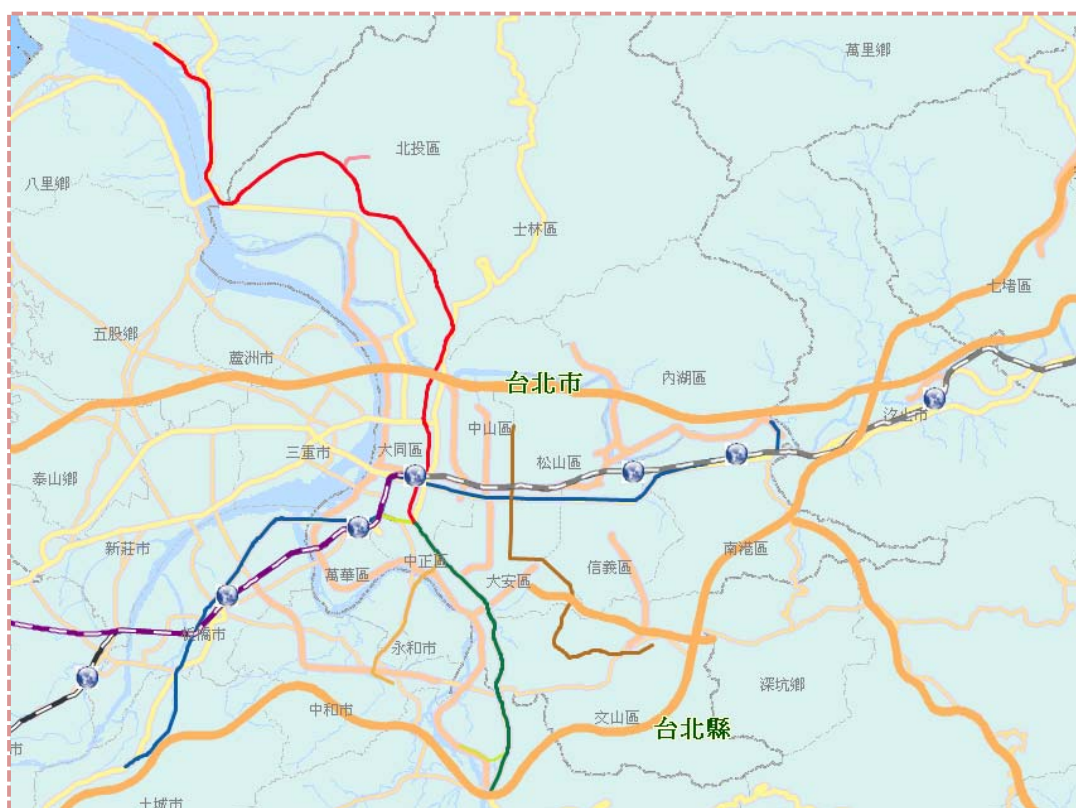 萬里鄉
北投區
八里鄉
士林區
七堵區
五股鄉
蘆洲市
內湖區
台北市
汐止市
中山區
三重市
大同區
松山區
泰山鄉
新莊市
南港區
中正區
信義區
萬華區
大安區
板橋市
永和市
深坑鄉
中和市
文山區
台北縣
市
土城市